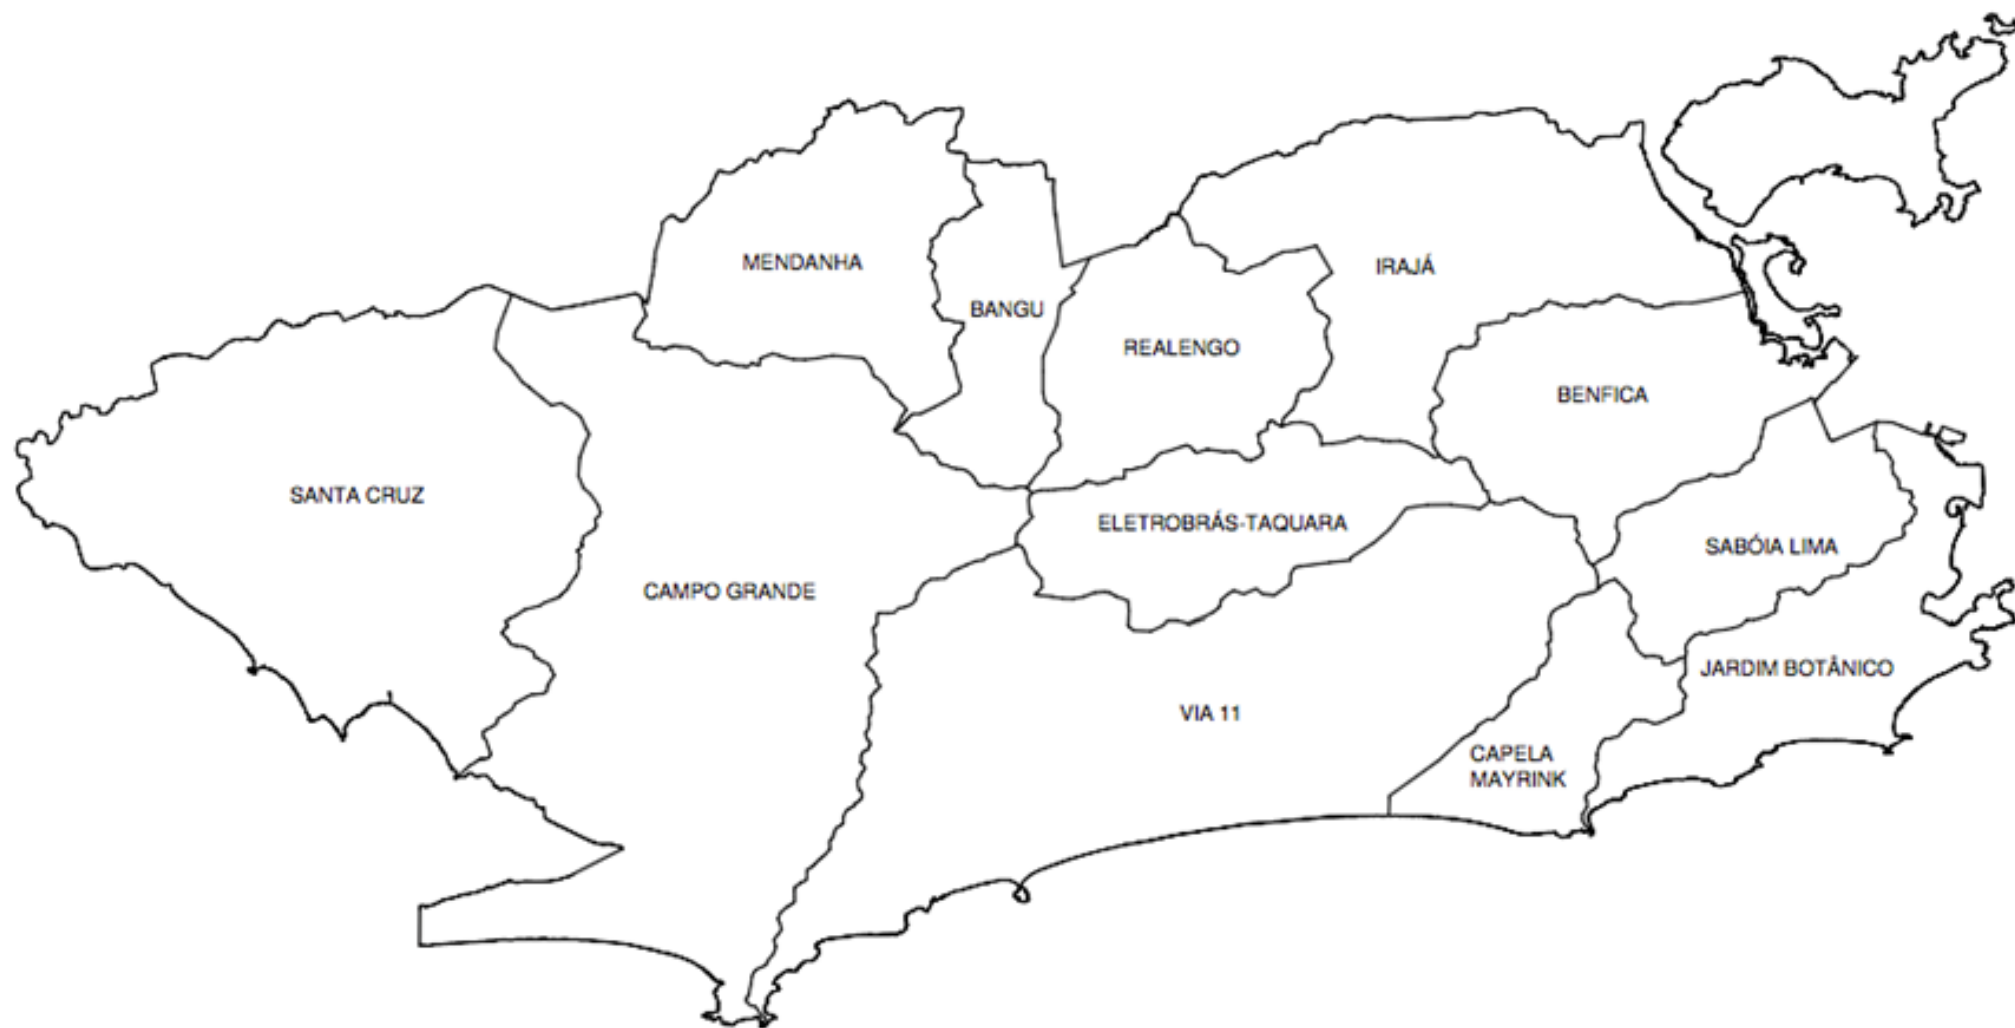 MENDANHA
IRAJÁ
BANGU
REALENGO
BENFICA
SANTA CRUZ
ELETROBRÁS-TAQUARA
SABÓIA LIMA
CAMPO GRANDE
JARDIM BOTÂNICO
VIA 11
CAPELA
MAYRINK